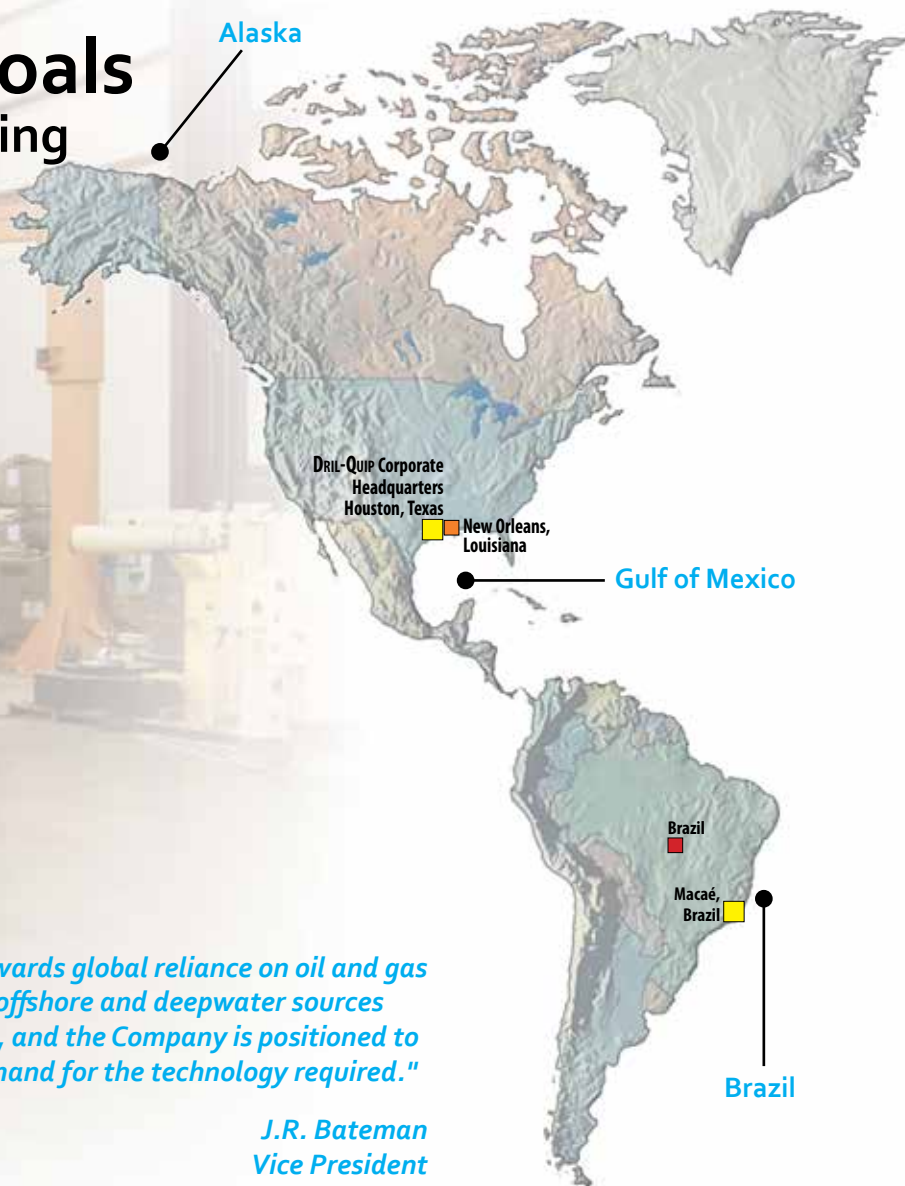 oals
ing
Alaska
DRIL-QUIP Corporate
Headquarters
Houston, Texas
New Orleans,
Louisiana
Gulf of Mexico
Brazil
Macaé,
Brazil
Brazil
wards global reliance on oil and gas
offshore and deepwater sources
, and the Company is positioned to
nand for the technology required."
J.R. Bateman
Vice President